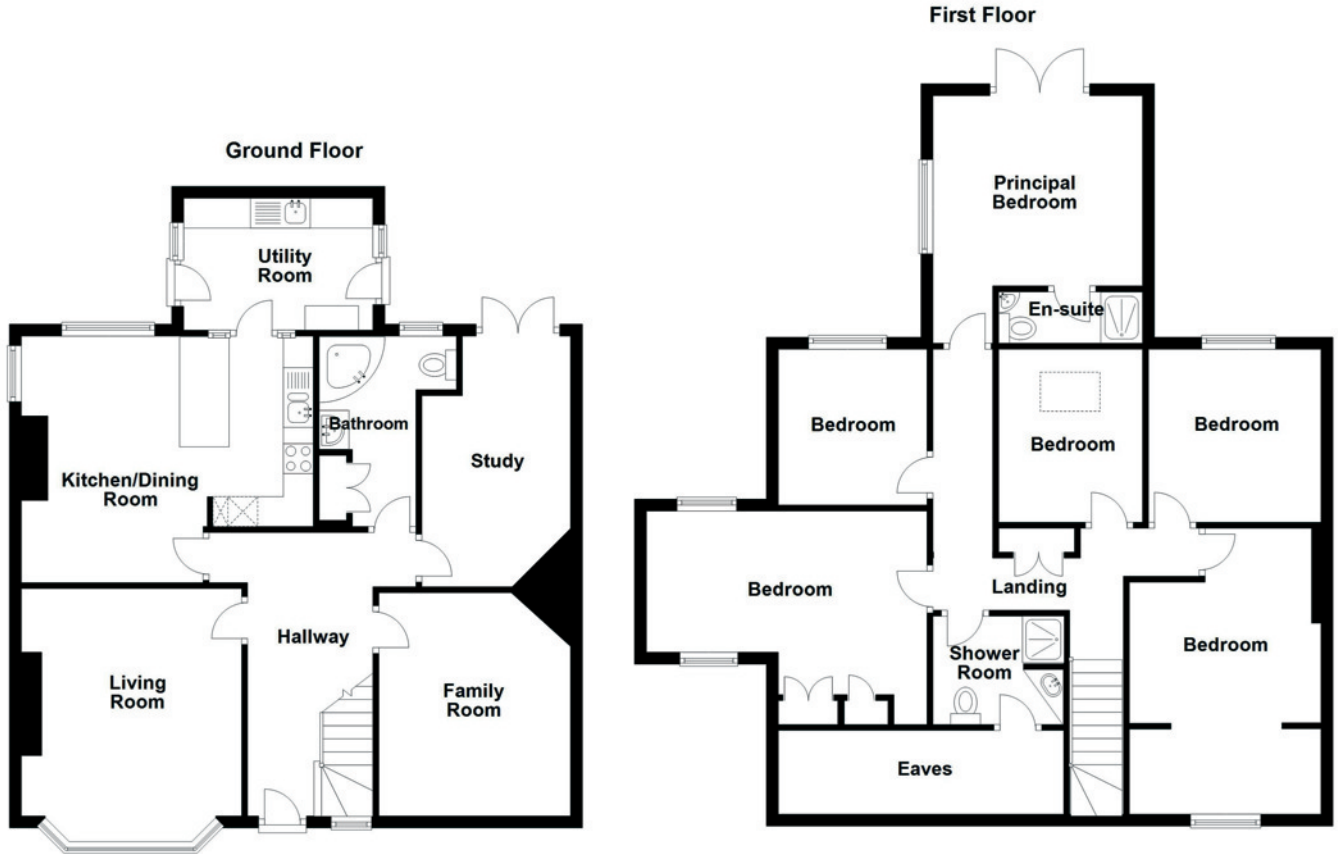 Ground Floor
Utility
Room
Bathroom
Kitchen/Dining
Room
Study
Hallway
Living
Room
Family
Room
First Floor
Principal
Bedroom
En-suite
Bedroom
Bedroom
Bedroom
Bedroom
Landing
Shower
Room
Bedroom
Eaves